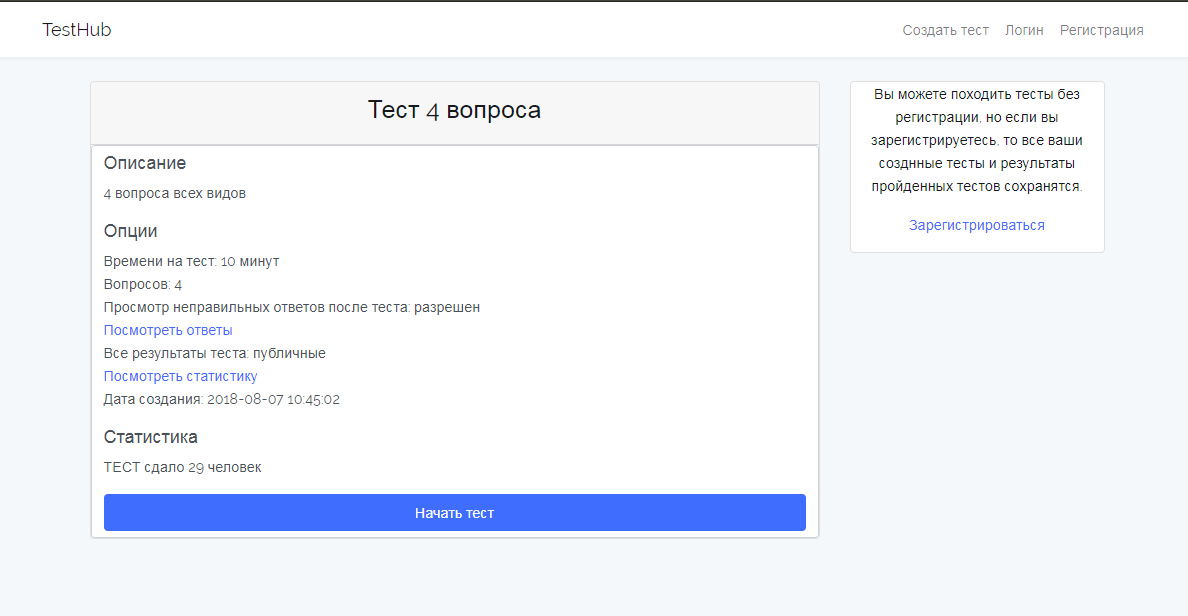 TestHub
Создать тест Логин Регистрация
Тест 4 вопроса
Описание
4 вопроса всех видов
Опции
Времени на тест: 10 минут
Вопросов: 4
Просмотр неправильных ответов после теста: разрешен
Посмотреть ответы
Все результаты теста: публичные
Посмотреть статистику
Дата создания: 2018-08-07 10:45:02
Статистика
ТЕСТ сдало 29 человек
Начать тест
Вы можете походить тесты без
регистрации, но если вы
зарегистрируетесь, то все ваши
созднные тесты и результаты
пройденных тестов сохранятся.
Зарегистрироваться